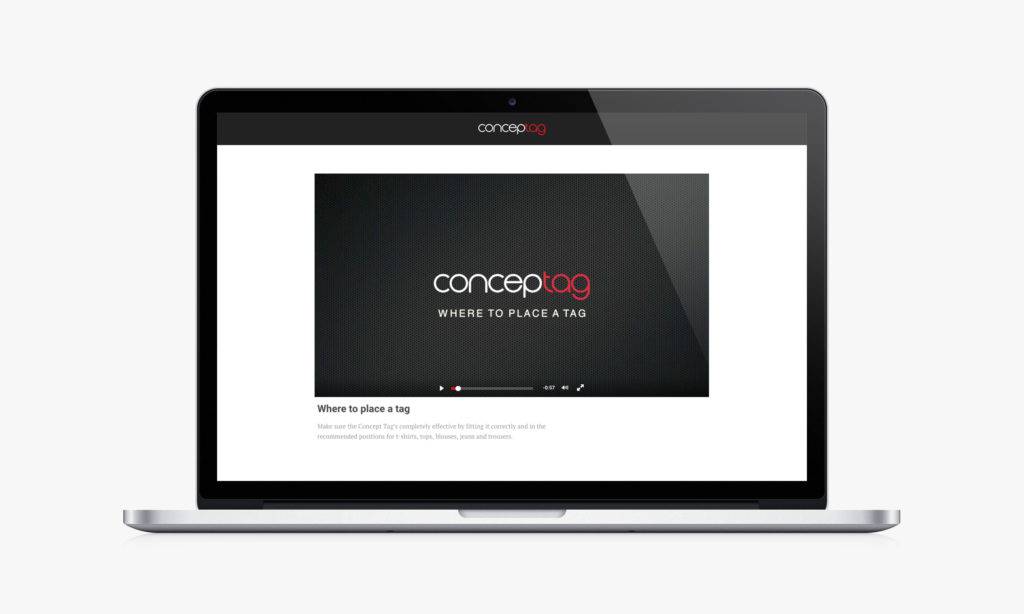 conceptag
conceptag
WHERE TO PLACE A TAG
-0:57
Where to place a tag
Make sure the Concept Tag's completely effective by fitting it correctly and in the
recommended positions for t-shirts, tops, blouses, jeans and trousers.